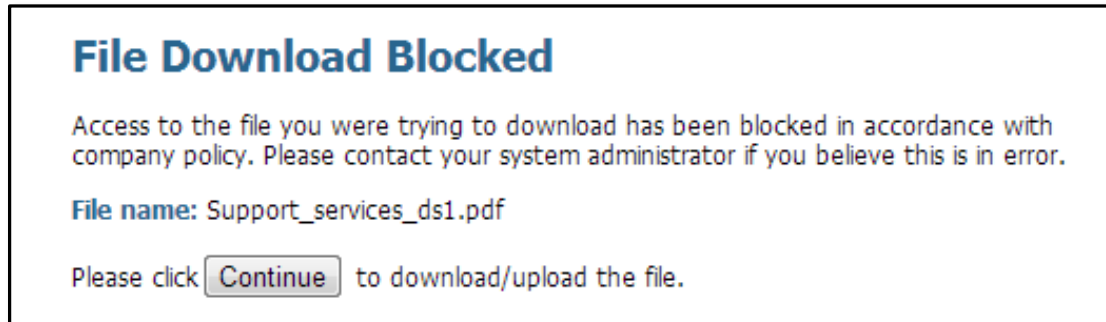 File Download Blocked
Access to the file you were trying to download has been blocked in accordance with
company policy. Please contact your system administrator if you believe this is in error.
File name: Support_services_ds1.pdf
Please click Continue to download/upload the file.